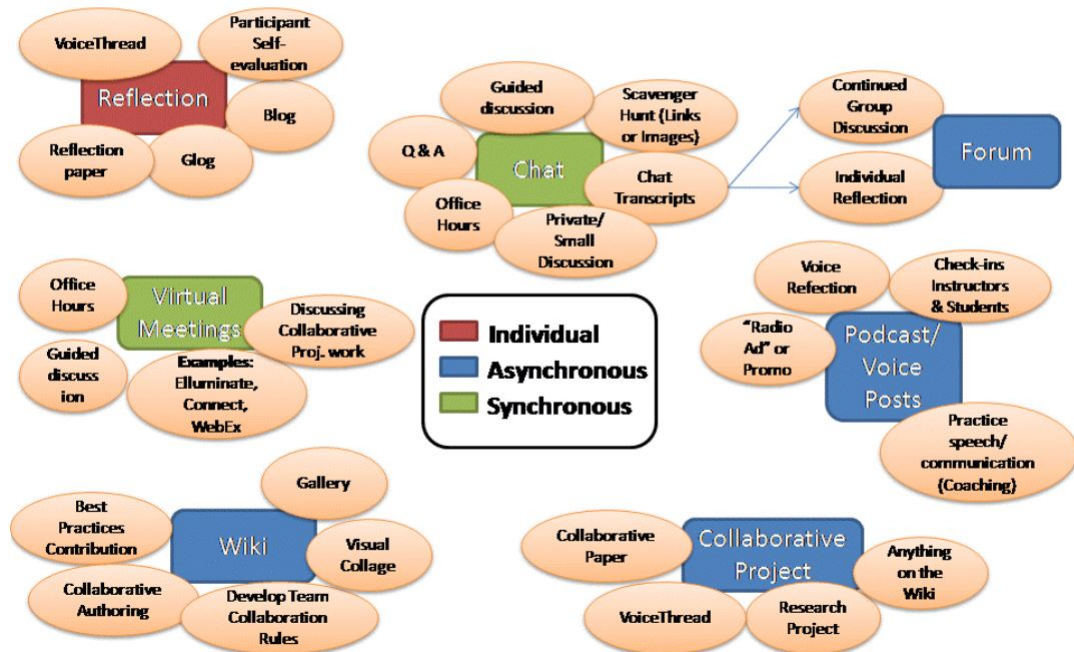 VoiceThread
Participant
Self-
evaluation
Reflection
Blog
Reflection
paper
Glog
Guided
discussion
Scavenger
Hunt (Links
or Images)
Q & A
Chat
Chat
Transcripts
Office
Hours
Private/
Small
Discussion
Continued
Group
Discussion
Forum
Individual
Reflection
Office
Hours
Virtual
Meetings
Discussing
Collaborative
Proj. work
Guided
discuss
ion
Examples:
Elluminate,
Connect,
WebEx
Individual
Asynchronous
Synchronous
Voice
Refection
Check-ins
Instructors
& Students
"Radio
Ad" or
Promo
Podcast/
Voice
Posts
Practice
speech/
communication
(Coaching)
Gallery
Best
Practices
Contribution
Wiki
Visual
Collage
Collaborative
Authoring
Develop Team
Collaboration
Rules
Collaborative
Paper
Collaborative
Project
Anything
on the
Wiki
VoiceThread
Research
Project